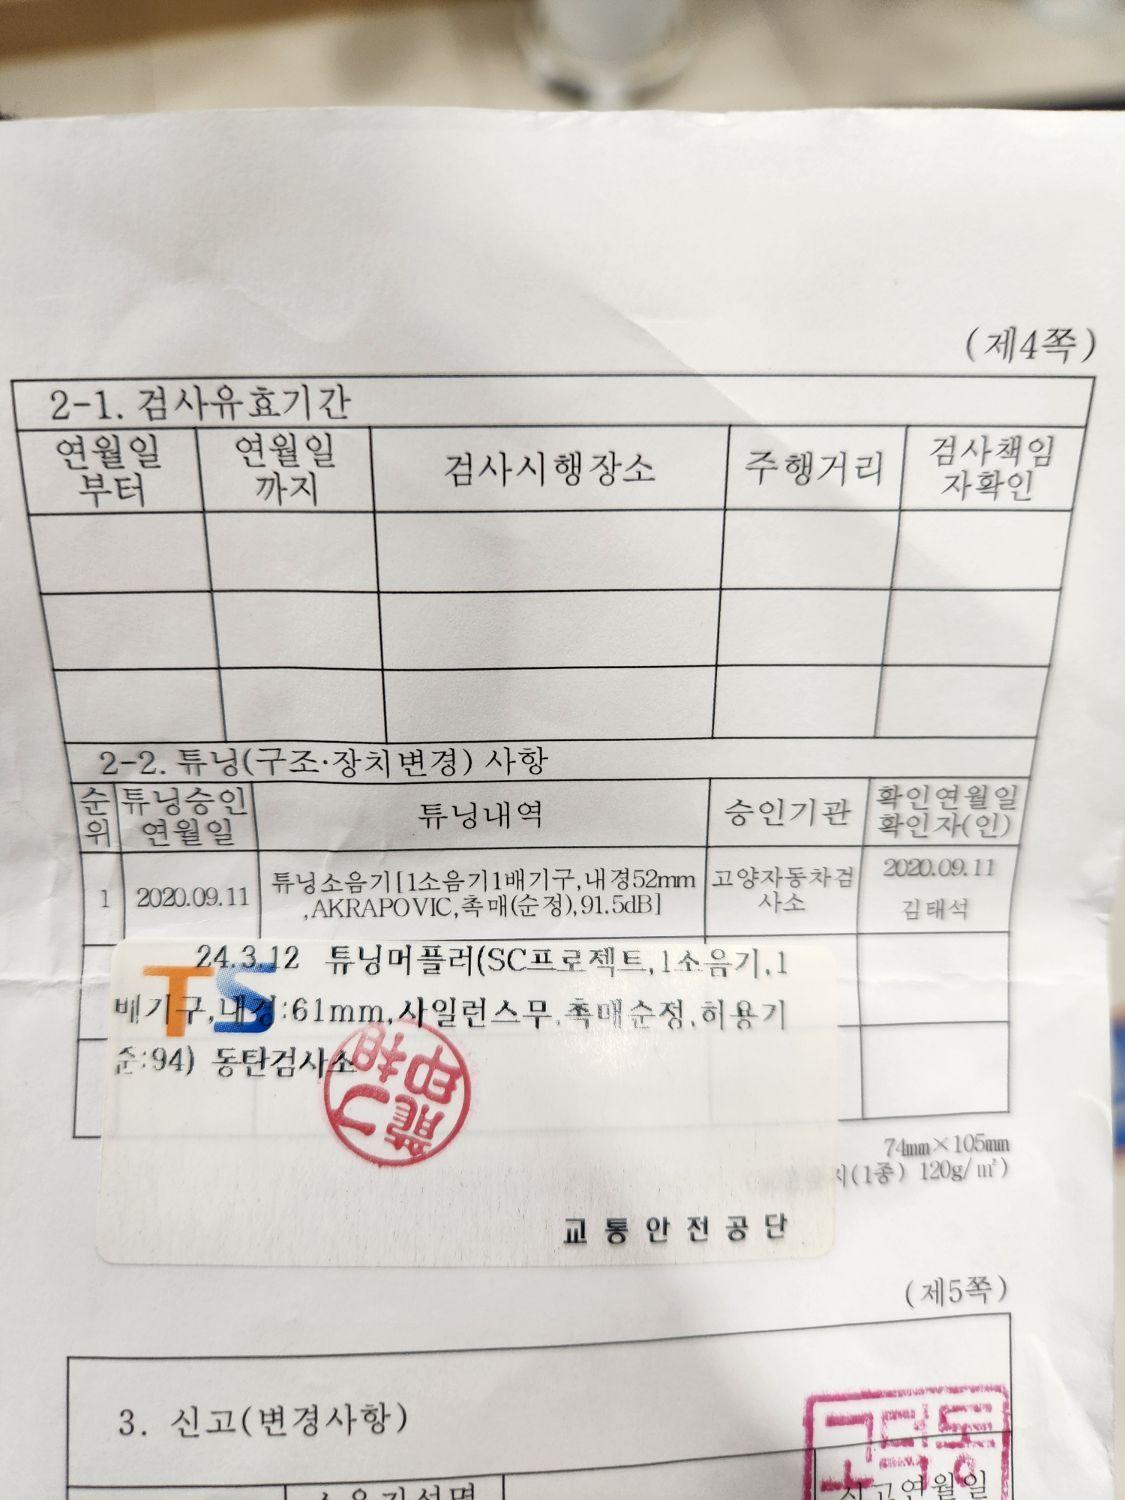 (제4쪽)
2-1. 검사유효기간
연월일
부터
연월일
까지
검사시행장소
주행거리
검사책임
자확인
2-2. 튜닝(구조·장치변경) 사항
순
위
튜닝승인
연월일
튜닝내역
승인기관
확인연월일
확인자(인)
1
2020.09.11
튜닝소음기[1소음기1배기구,내경52mm
,AKRAPOVIC,촉매(순정),91.5dB]
고양자동차검
사소
2020.09.11
김태석
TS
24.3.12 튜닝머플러(SC프로젝트,1소음기,1
배기구,내경:61mm,사일런스무,촉매순정,허용기
준:94) 동탄검사소
74mm×105mm
(1종) 120g/㎡)
교통안전공단
(제5쪽)
3. 신고(변경사항)
신고연월일